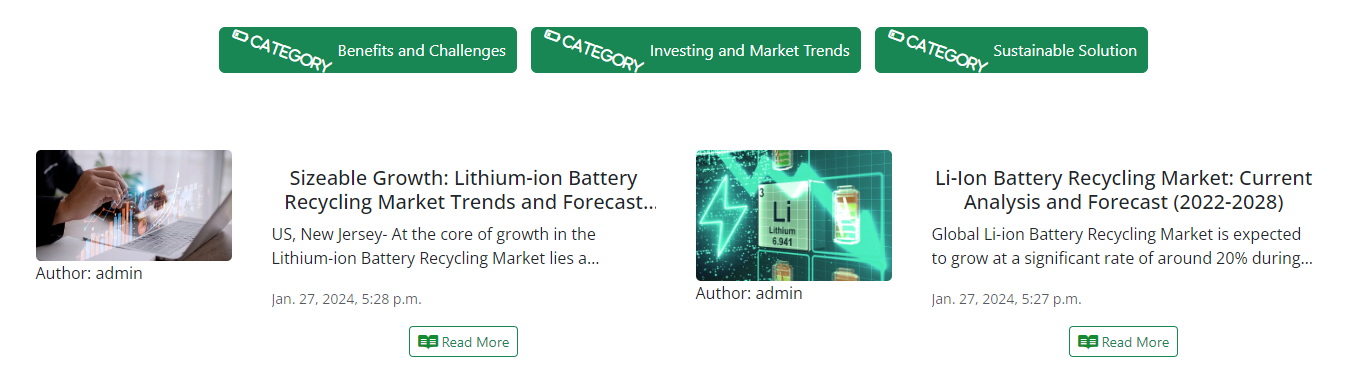 CATEGORY Benefits and Challenges
CATEGORY Investing and Market Trends
CATEGORY Sustainable Solution
Sizeable Growth: Lithium-ion Battery
Recycling Market Trends and Forecast...
US, New Jersey- At the core of growth in the
Lithium-ion Battery Recycling Market lies a...
Author: admin
Jan. 27, 2024, 5:28 p.m.
Read More
3
Li
Lithium
6.941
Li-Ion Battery Recycling Market: Current
Analysis and Forecast (2022-2028)
Global Li-ion Battery Recycling Market is expected
to grow at a significant rate of around 20% during...
Author: admin
Jan. 27, 2024, 5:27 p.m.
Read More